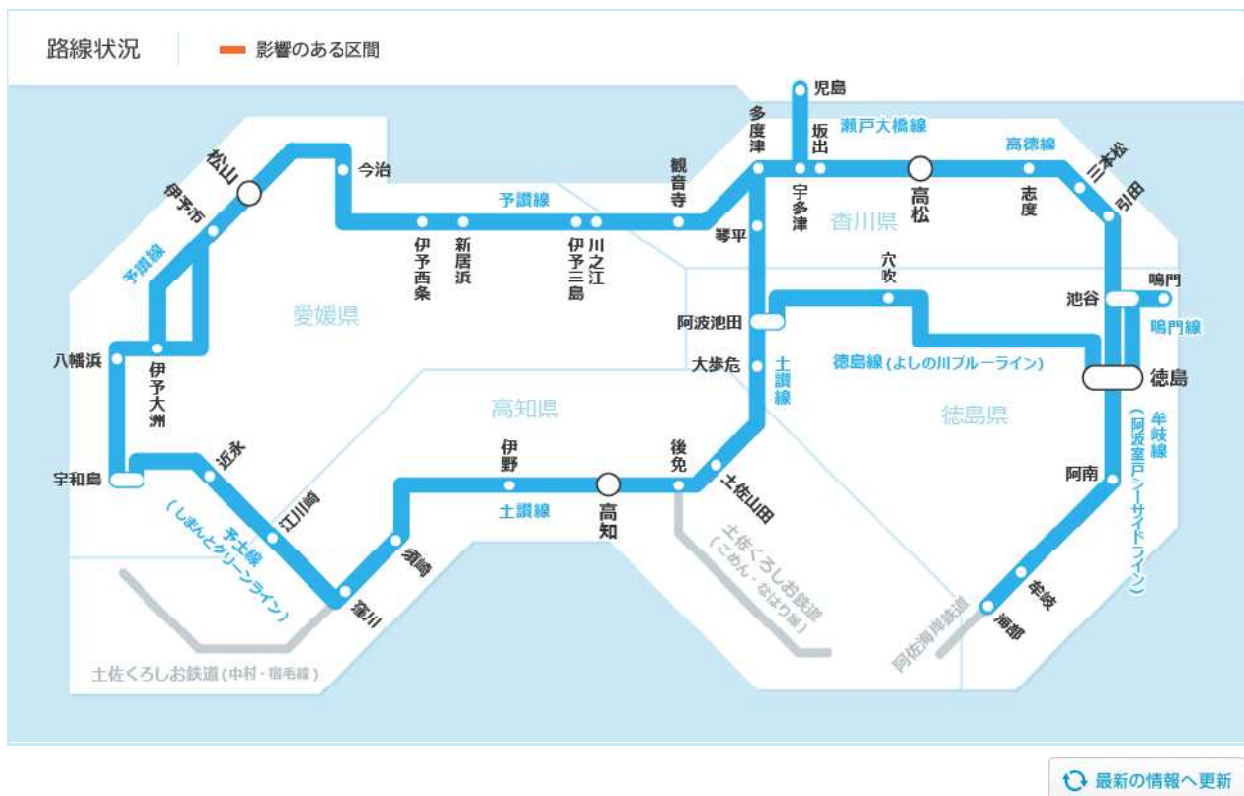 路線状況
影響のある区間
児島
多度津
坂出
瀬戸大橋線
高徳線
三本松
松山
今治
観音寺
伊予市
予讃線
宇多津
高松
志度
引田
香川県
琴平
予讃線
伊予西条
新居浜
伊予三島
川之江
穴吹
鳴門
池谷
鳴門線
愛媛県
阿波池田
八幡浜
伊予大洲
大歩危
土讃線
徳島線(よしの川ブルーライン)
徳島
高知県
徳島県
牟岐線
(阿波室戸シーサイドライン)
近永
伊野
後免
宇和島
阿南
土佐山田
江川崎
土讃線
高知
予土線
(しまんとグリーンライン)
須崎
土佐くろしお鉄道
(ごめん・なはり線)
窪川
牟岐
海部
阿佐海岸鉄道
土佐くろしお鉄道(中村・宿毛線)
最新の情報へ更新